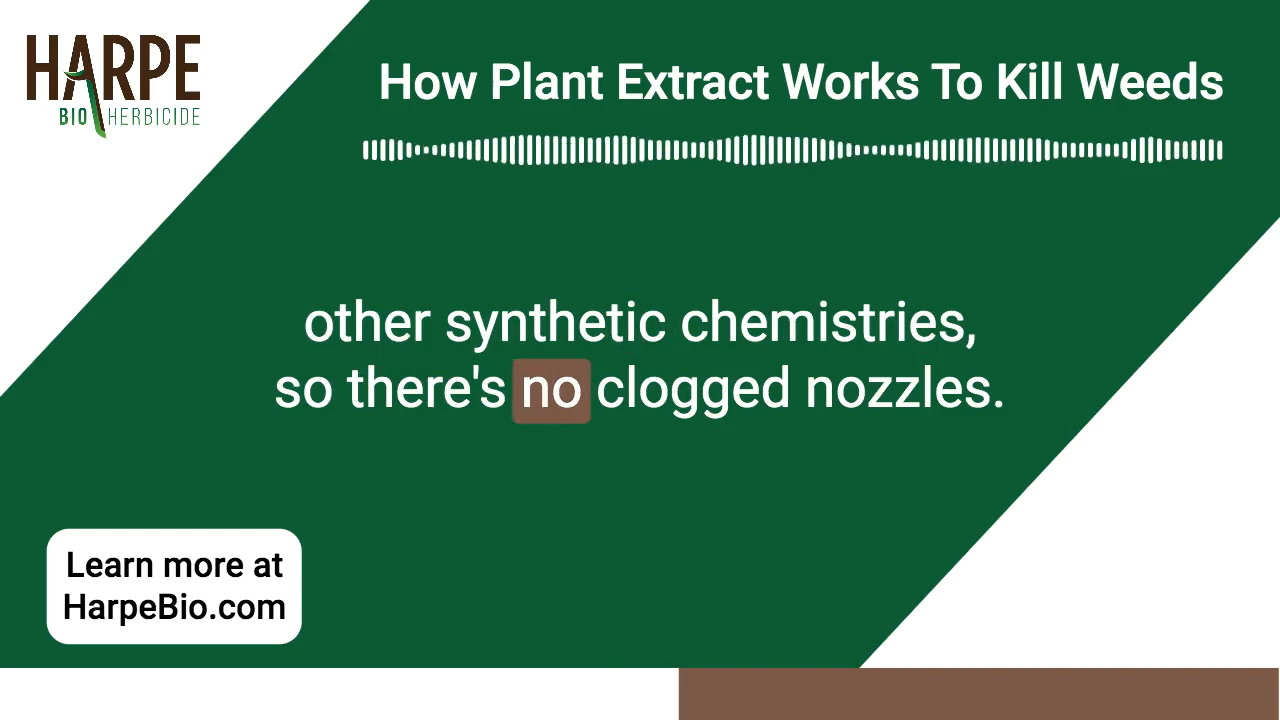 HARPE
BIO HERBICIDE
How Plant Extract Works To Kill Weeds
other synthetic chemistries,
so there's no clogged nozzles.
Learn more at
HarpeBio.com